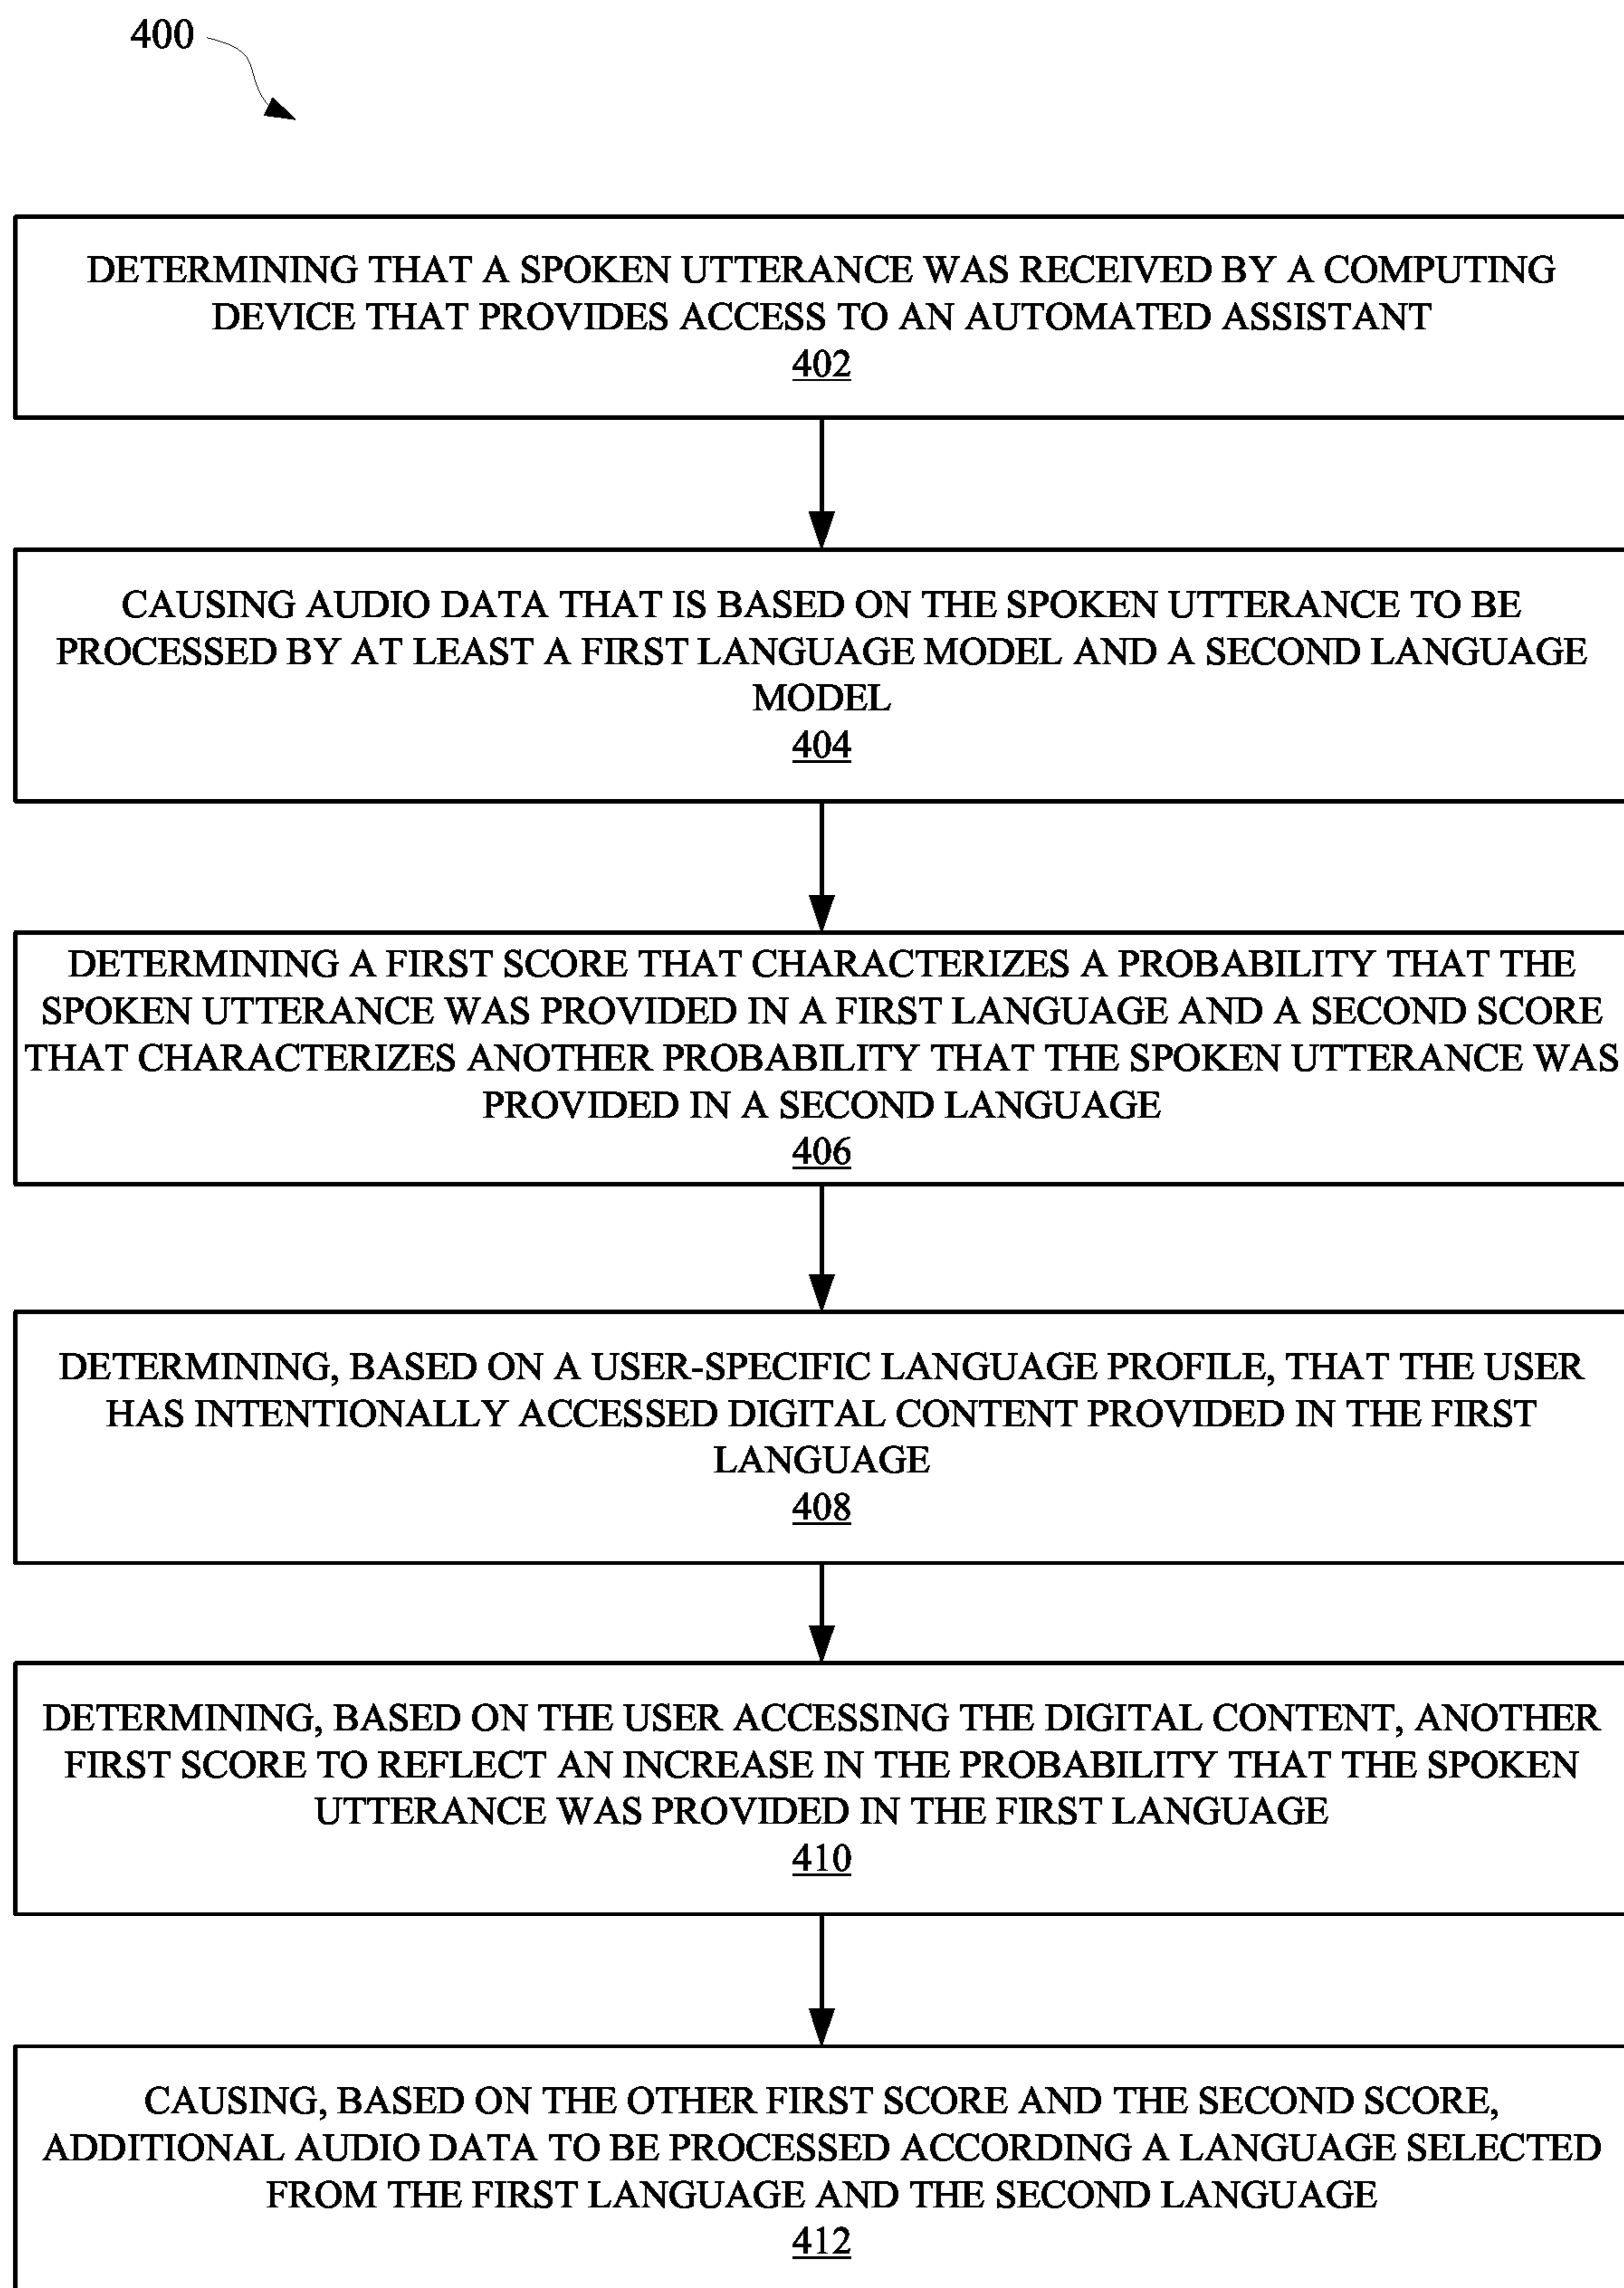 400
DETERMINING THAT A SPOKEN UTTERANCE WAS RECEIVED BY A COMPUTING
DEVICE THAT PROVIDES ACCESS TO AN AUTOMATED ASSISTANT
402
CAUSING AUDIO DATA THAT IS BASED ON THE SPOKEN UTTERANCE TO BE
PROCESSED BY AT LEAST A FIRST LANGUAGE MODEL AND A SECOND LANGUAGE
MODEL
404
DETERMINING A FIRST SCORE THAT CHARACTERIZES A PROBABILITY THAT THE
SPOKEN UTTERANCE WAS PROVIDED IN A FIRST LANGUAGE AND A SECOND SCORE
THAT CHARACTERIZES ANOTHER PROBABILITY THAT THE SPOKEN UTTERANCE WAS
PROVIDED IN A SECOND LANGUAGE
406
DETERMINING, BASED ON A USER-SPECIFIC LANGUAGE PROFILE, THAT THE USER
HAS INTENTIONALLY ACCESSED DIGITAL CONTENT PROVIDED IN THE FIRST
LANGUAGE
408
DETERMINING, BASED ON THE USER ACCESSING THE DIGITAL CONTENT, ANOTHER
FIRST SCORE TO REFLECT AN INCREASE IN THE PROBABILITY THAT THE SPOKEN
UTTERANCE WAS PROVIDED IN THE FIRST LANGUAGE
410
CAUSING, BASED ON THE OTHER FIRST SCORE AND THE SECOND SCORE,
ADDITIONAL AUDIO DATA TO BE PROCESSED ACCORDING A LANGUAGE SELECTED
FROM THE FIRST LANGUAGE AND THE SECOND LANGUAGE
412